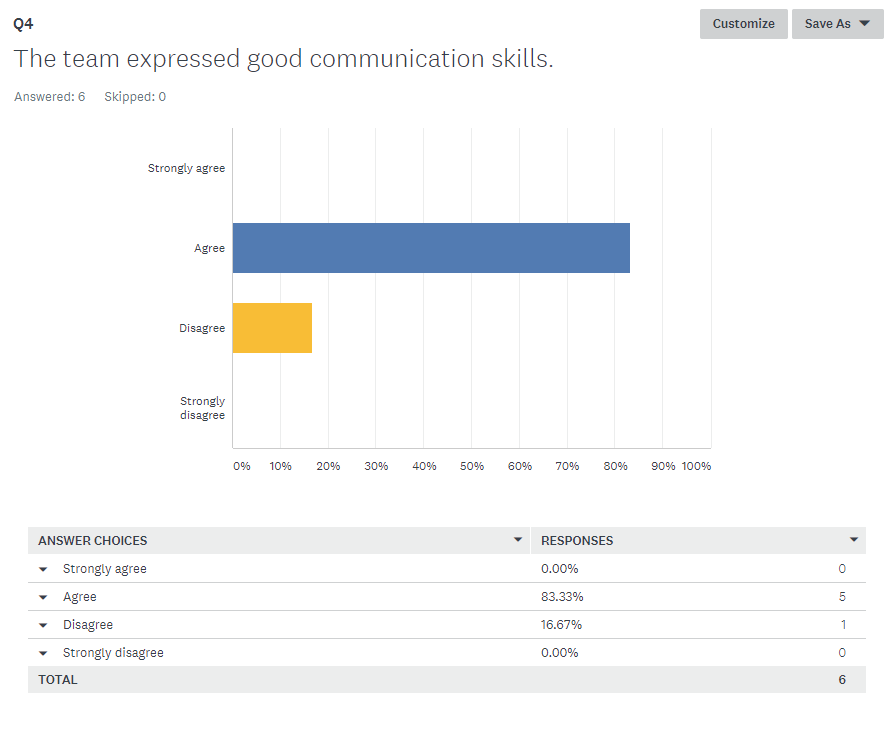 Q4
Customize
Save As
The team expressed good communication skills.
Answered: 6 Skipped: 0
Strongly agree
Agree
Disagree
Strongly
disagree
0% 10% 20% 30% 40% 50% 60% 70% 80% 90% 100%
ANSWER CHOICES RESPONSES
Strongly agree 0.00% 0
Agree 83.33% 5
Disagree 16.67% 1
Strongly disagree 0.00% 0
TOTAL 6